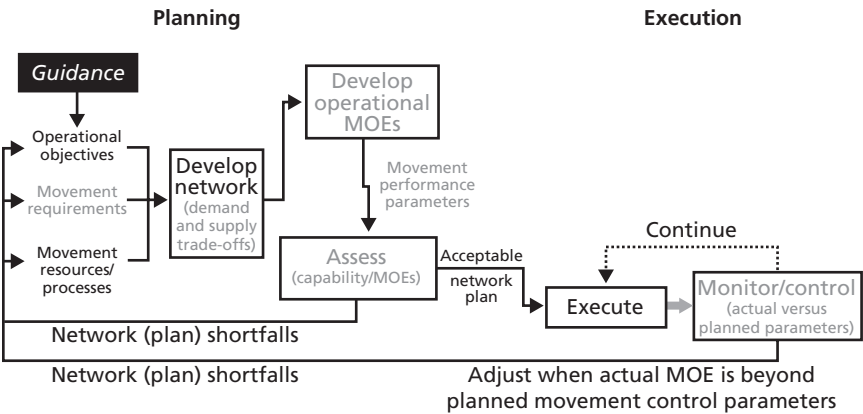 Planning
Execution
Guidance
Operational
objectives
Movement
requirements
Movement
resources/
processes
Develop
network
(demand
and supply
trade-offs)
Develop
operational
MOEs
Movement
performance
parameters
Assess
(capability/MOEs)
Acceptable
network
plan
Execute
Continue
Monitor/control
(actual versus
planned parameters)
Network (plan) shortfalls
Network (plan) shortfalls
Adjust when actual MOE is beyond
planned movement control parameters